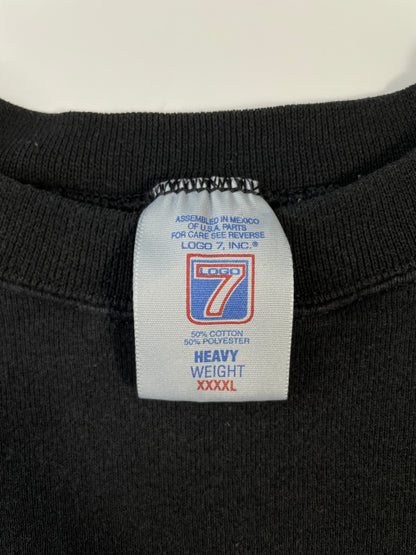 ASSEMBLED IN MEXICO
OF U.S.A. PARTS
FOR CARE SEE REVERSE
LOGO 7, INC.®
LOGO
7
50% COTTON
50% POLYESTER
HEAVY
WEIGHT
XXXXL